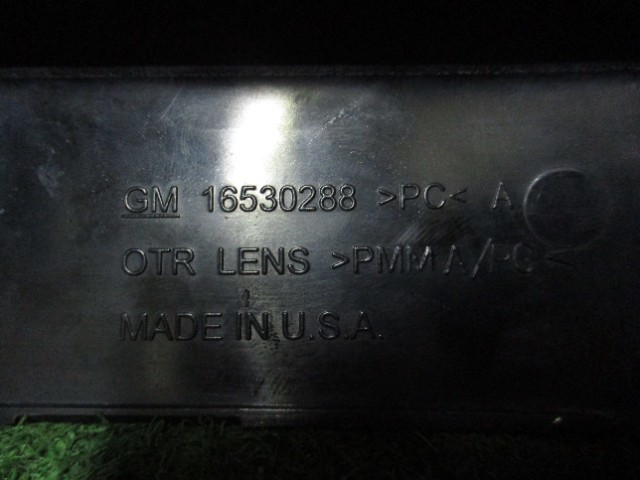 GM 16530288 >PC< A
OTR LENS >PMMA/PC<
MADE IN U.S.A.